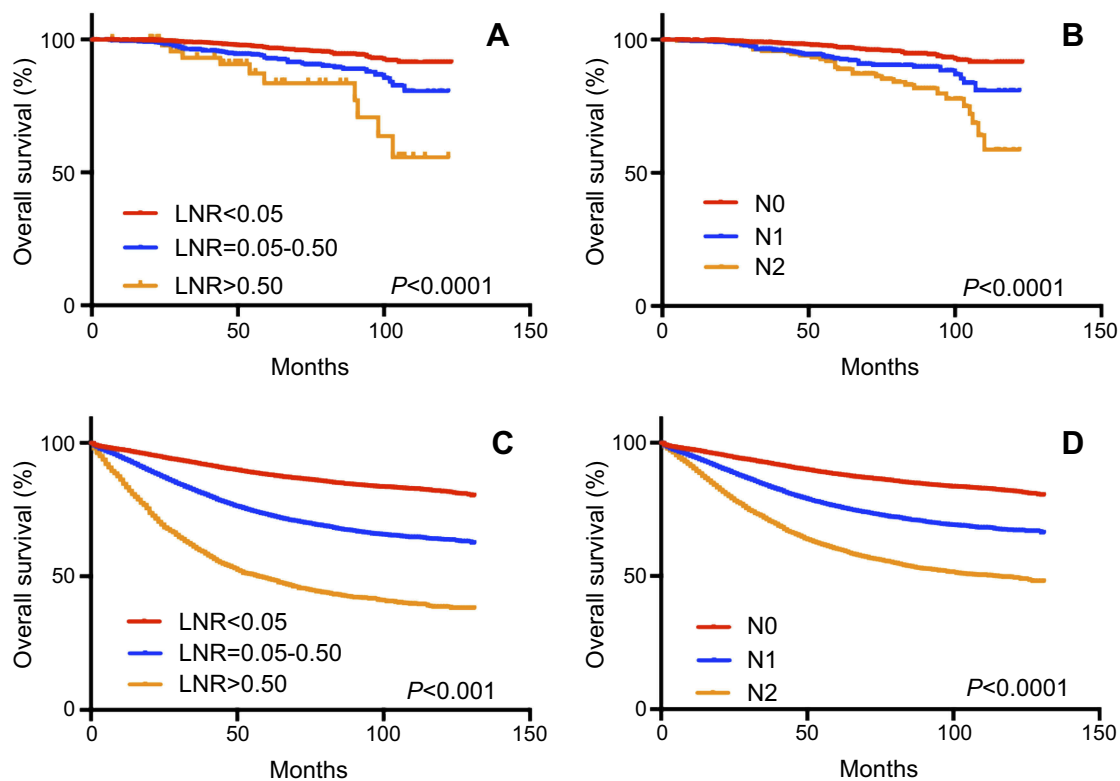 A
Overall survival (%)
100
50
0
LNR<0.05
LNR=0.05-0.50
LNR>0.50
P<0.0001
0 50 100 150
Months
B
Overall survival (%)
100
50
0
N0
N1
N2
P<0.0001
0 50 100 150
Months
C
Overall survival (%)
100
50
0
LNR<0.05
LNR=0.05-0.50
LNR>0.50
P<0.001
0 50 100 150
Months
D
Overall survival (%)
100
50
0
N0
N1
N2
P<0.0001
0 50 100 150
Months